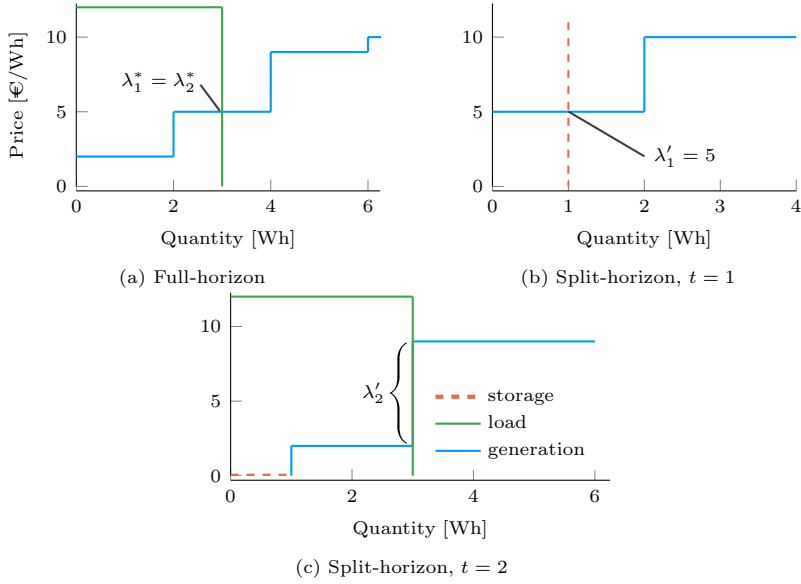 10
5
0
Price [€/Wh]
λ₁* = λ₂*
0 2 4 6
Quantity [Wh]
(a) Full-horizon
10
5
0
λ′₁ = 5
0 1 2 3 4
Quantity [Wh]
(b) Split-horizon, t = 1
10
5
0
λ′₂
storage
load
generation
0 2 4 6
Quantity [Wh]
(c) Split-horizon, t = 2